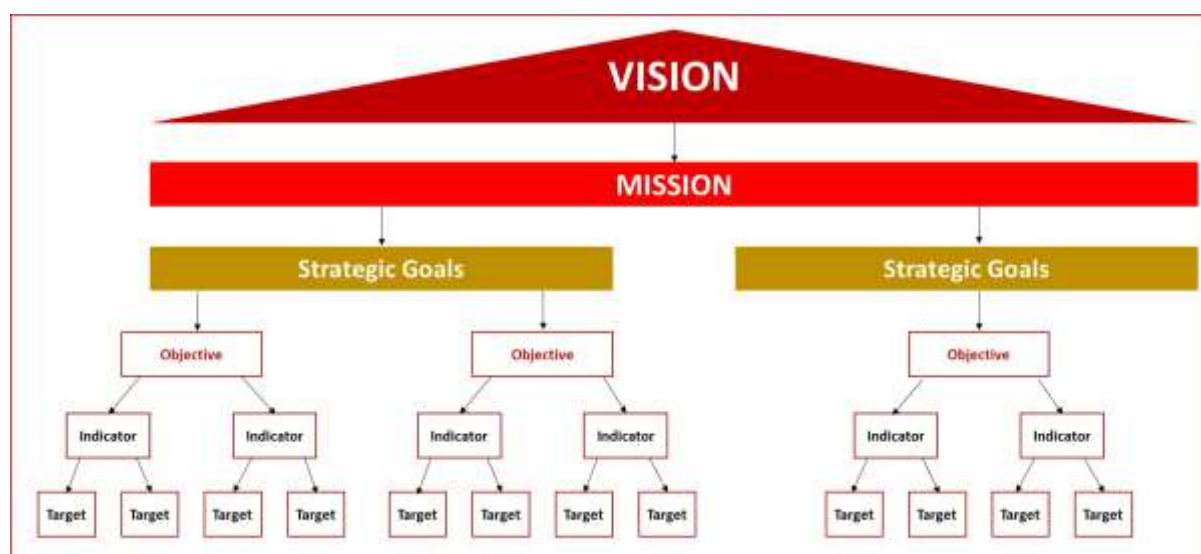 VISION
MISSION
Strategic Goals
Strategic Goals
Objective
Objective
Objective
Indicator
Indicator
Indicator
Indicator
Indicator
Indicator
Target
Target
Target
Target
Target
Target
Target
Target
Target
Target
Target
Target